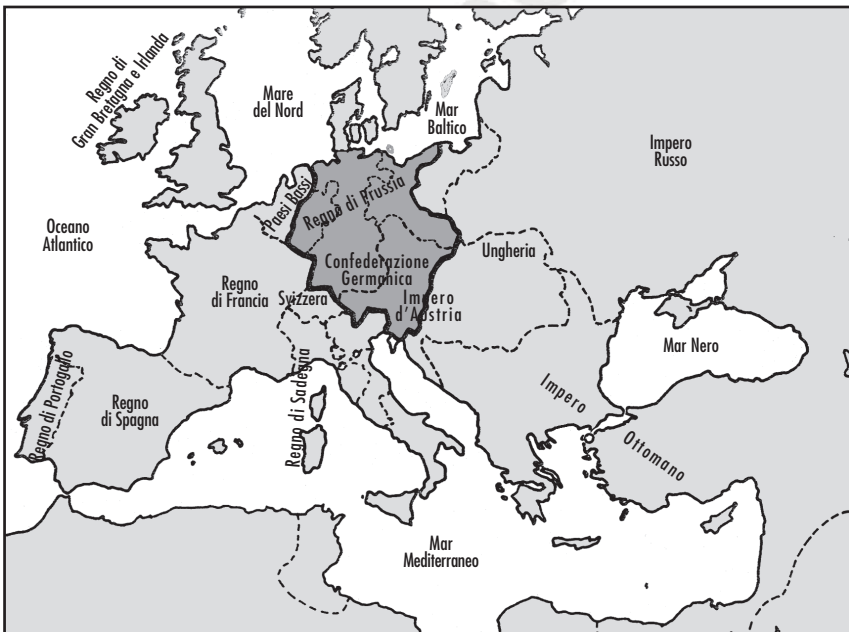 Regno di
Gran Bretagna e Irlanda
Mare
del Nord
Mar
Baltico
Impero
Russo
Oceano
Atlantico
Paesi Bassi
Regno di Prussia
Confederazione
Germanica
Ungheria
Regno
di Francia
Svizzera
Impero
d'Austria
Mar Nero
Regno di Portogallo
Regno
di Spagna
Regno di Sadegna
Impero
Ottomano
Mar
Mediterraneo